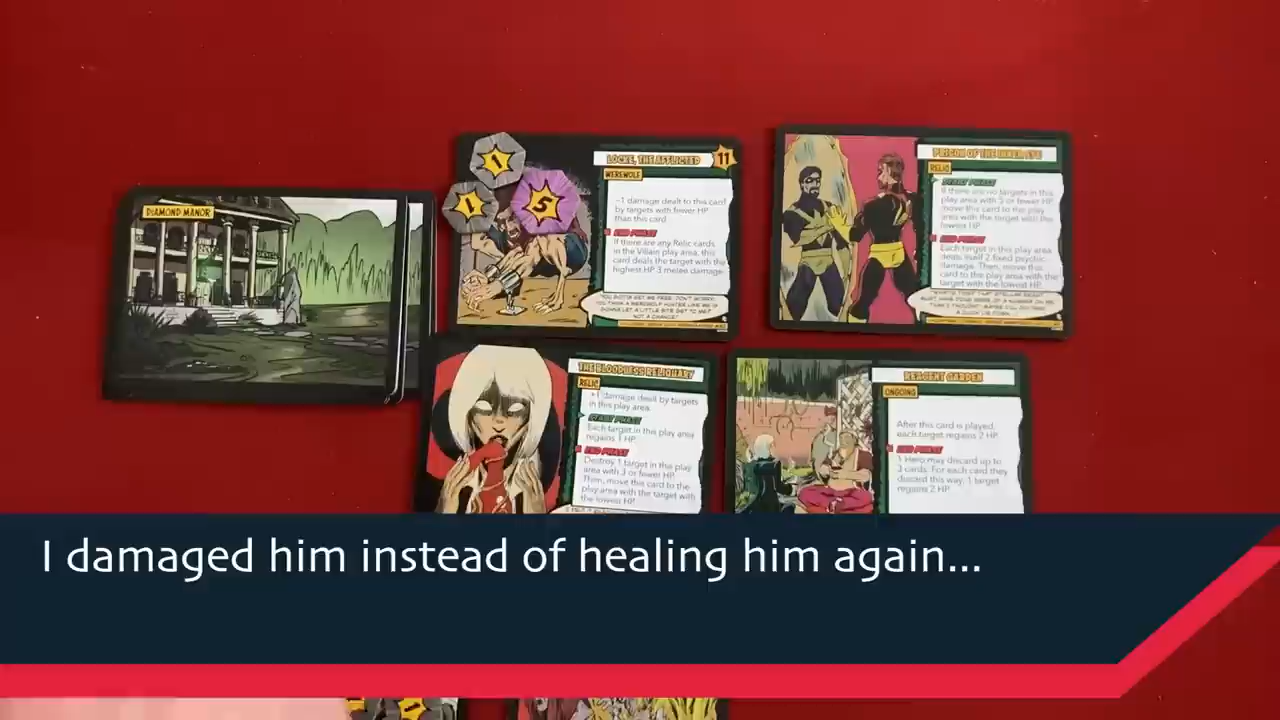 DIAMOND MANOR
1
1
5
LOCKE, THE AFFLICTED
11
WEREWOLF
-1 damage dealt to this card
by targets with fewer HP
than this card.
END PHASE
If there are any Relic cards
in the Villain play area, this
card deals the target with the
highest HP 3 melee damage.
PRISON OF THE INNER EYE
RELIC
START PHASE
If there are no targets in this
play area with 5 or fewer HP,
move this card to the play
area with the target with the
lowest HP.
END PHASE
Each target in this play area
deals itself 2 fixed psychic
damage. Then, move this
card to the play area with the
target with the lowest HP.
THE BLOODLESS RELIQUARY
RELIC
+1 damage dealt by targets
in this play area.
START PHASE
Each target in this play area
regains 1 HP.
END PHASE
Destroy 1 target in this play
area with 3 or fewer HP.
Then, move this card to the
play area with the target with
the lowest HP.
REAGENT GARDEN
ONGOING
After this card is played,
each target regains 2 HP.
END PHASE
1 Hero may discard up to
3 cards. For each card they
discard this way, 1 target
regains 2 HP.
I damaged him instead of healing him again...